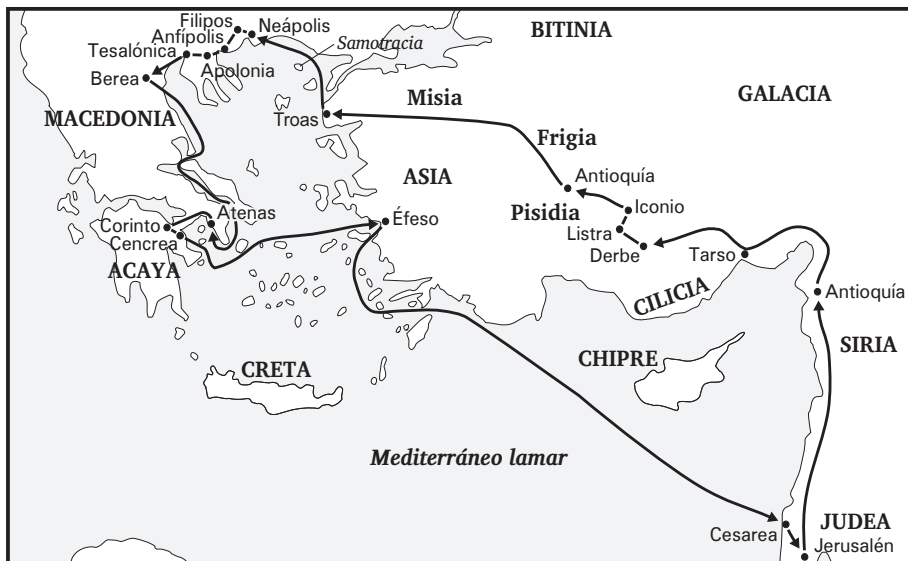 Filipos
Neápolis
BITINIA
Anfípolis
Samotracia
Tesalónica
Apolonia
Berea
Misia
GALACIA
MACEDONIA
Troas
Frigia
ASIA
Antioquía
Pisidia
Iconio
Atenas
Éfeso
Corinto
Listra
Cencrea
Derbe
Tarso
ACAYA
CILICIA
Antioquía
SIRIA
CHIPRE
CRETA
Mediterráneo lamar
Cesarea
JUDEA
Jerusalén